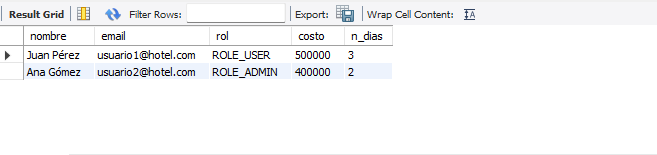 Result Grid Filter Rows: Export: Wrap Cell Content:
nombre email rol costo n_dias
Juan Pérez usuario1@hotel.com ROLE_USER 500000 3
Ana Gómez usuario2@hotel.com ROLE_ADMIN 400000 2